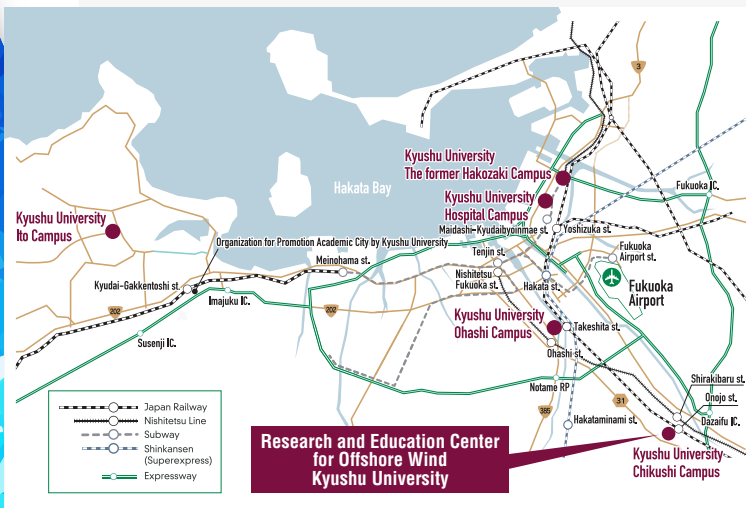 3
Kyushu University
The former Hakozaki Campus
Hakata Bay
Kyushu University
Hospital Campus
Fukuoka IC.
Kyushu University
Ito Campus
Maidashi-Kyudaibyoinmae st.
Yoshizuka st.
Organization for Promotion Academic City by Kyushu University
Tenjin st.
Fukuoka
Airport st.
Meinohama st.
Nishitetsu
Fukuoka st.
Hakata st.
Fukuoka
Airport
Kyudai-Gakkentoshi st.
Imajuku IC.
202
202
Kyushu University
Ohashi Campus
Takeshita st.
Susenji IC.
Ohashi st.
Notame RP
Shirakibaru st.
Onojo st.
31
385
Hakataminami st.
Dazaifu IC.
Japan Railway
Nishitetsu Line
Subway
Shinkansen
(Superexpress)
Expressway
Research and Education Center
for Offshore Wind
Kyushu University
Kyushu University
Chikushi Campus